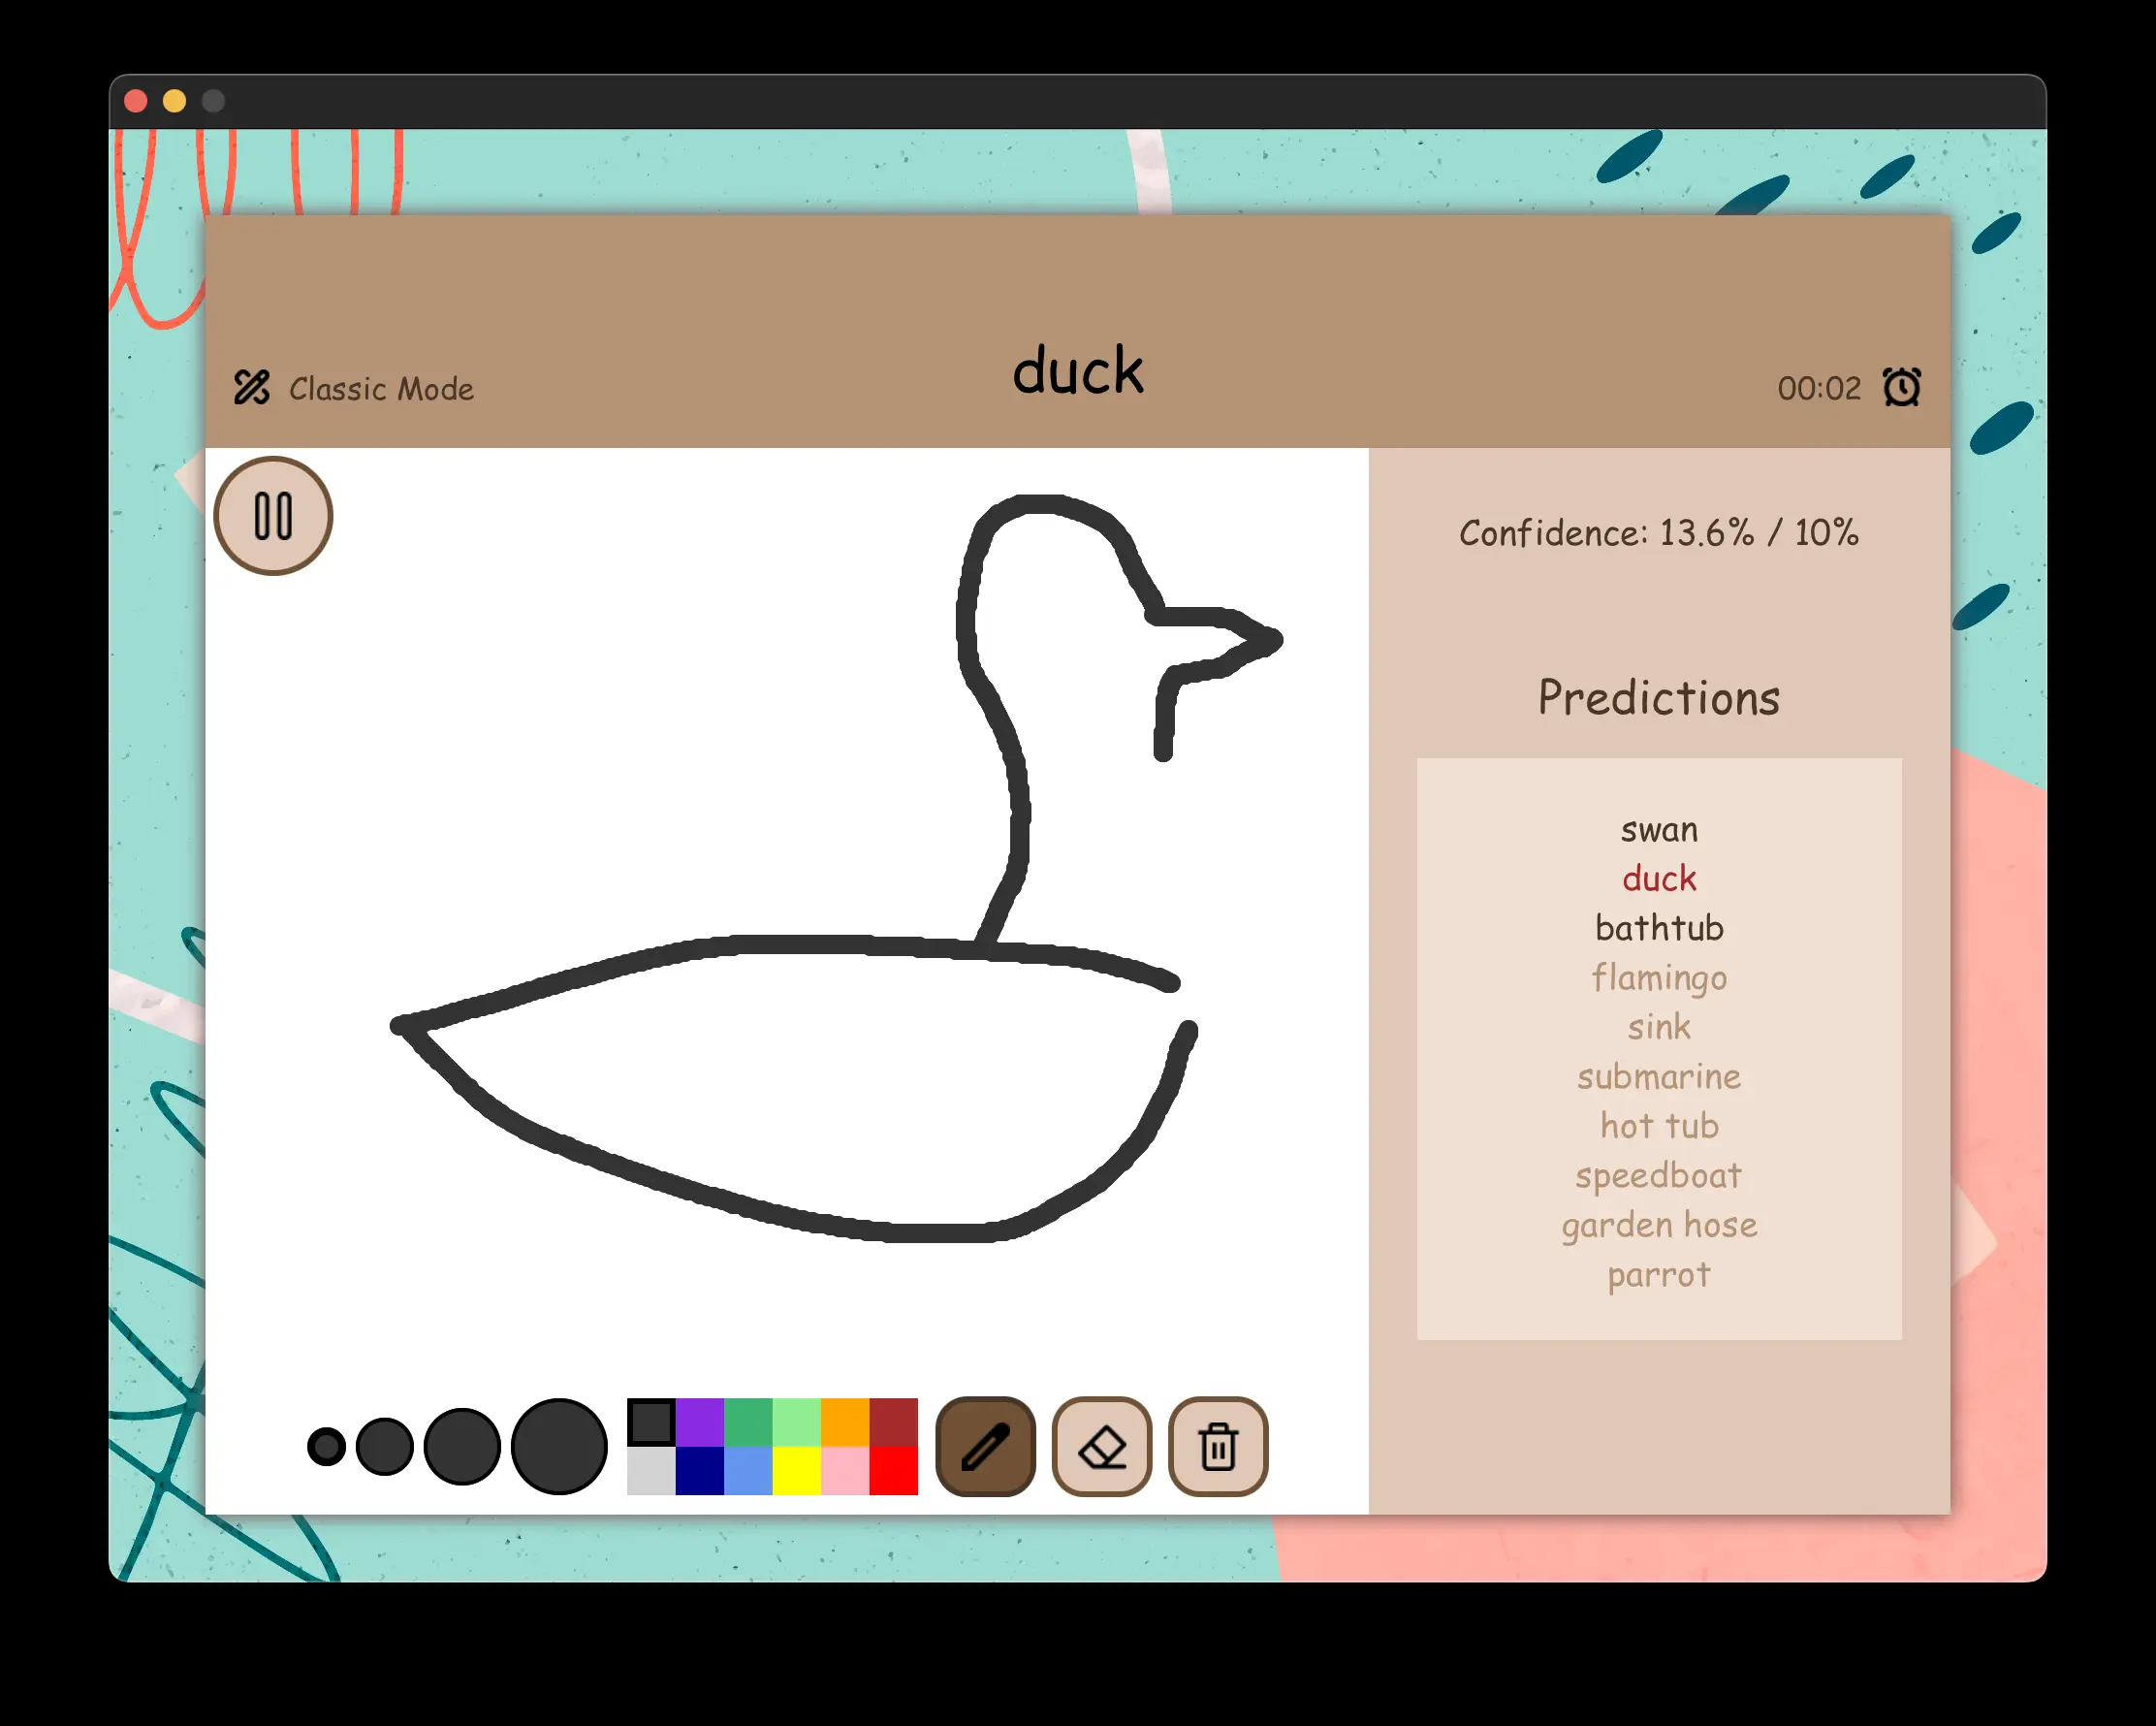 duck
Classic Mode
00:02
Confidence: 13.6% / 10%
Predictions
swan
duck
bathtub
flamingo
sink
submarine
hot tub
speedboat
garden hose
parrot